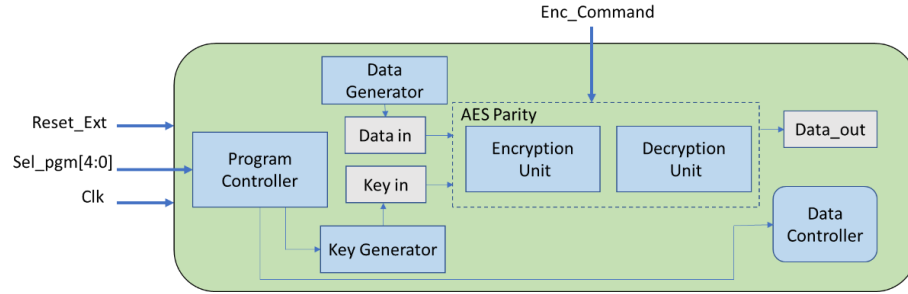 Enc_Command
Data
Generator
Reset_Ext
AES Parity
Data in
Data_out
Sel_pgm[4:0]
Program
Controller
Encryption
Unit
Decryption
Unit
Key in
Clk
Data
Controller
Key Generator